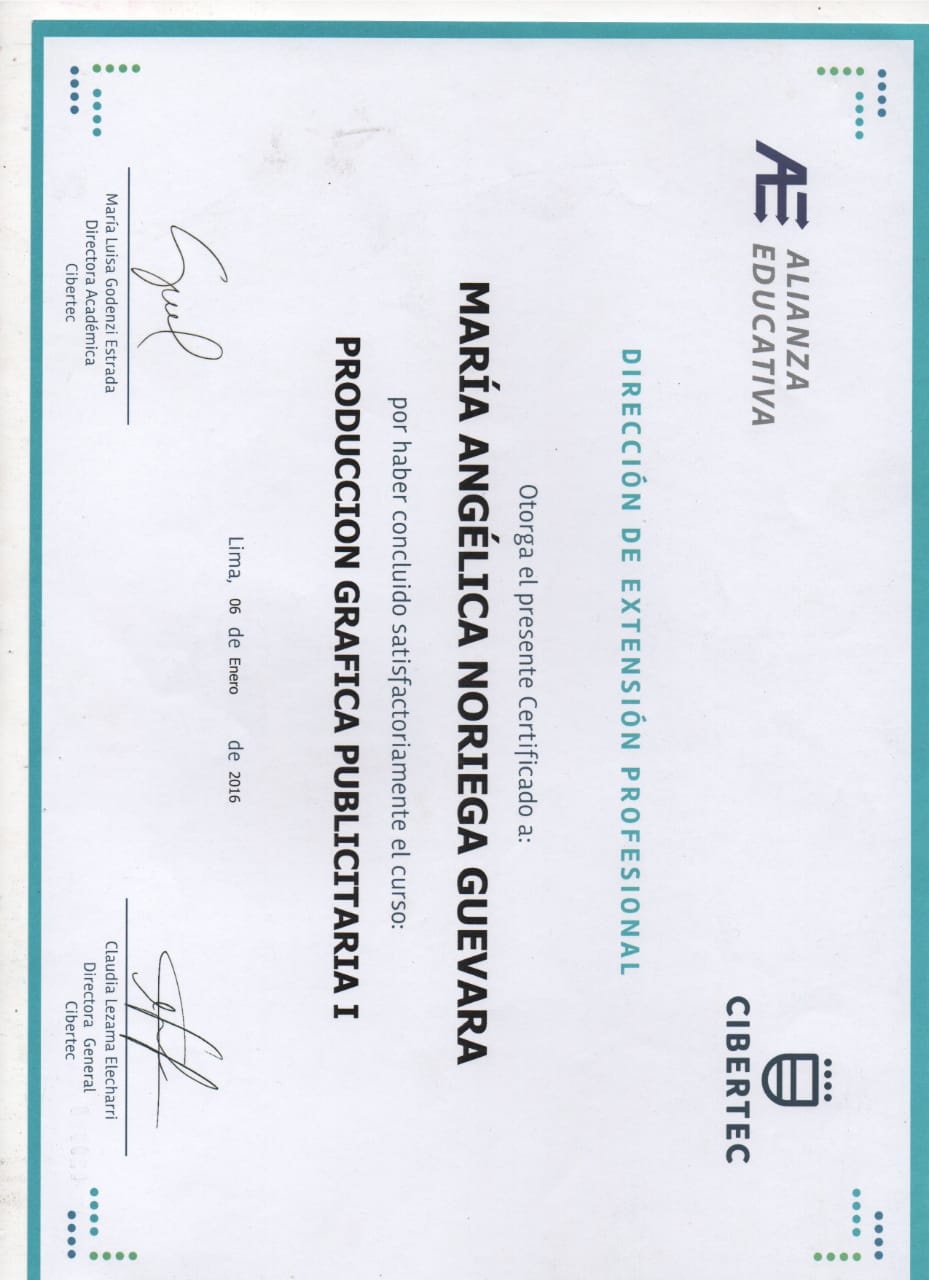 ALIANZA
EDUCATIVA
CIBERTEC
DIRECCIÓN DE EXTENSIÓN PROFESIONAL
Otorga el presente Certificado a:
MARÍA ANGÉLICA NORIEGA GUEVARA
por haber concluido satisfactoriamente el curso:
PRODUCCION GRAFICA PUBLICITARIA I
Lima, 06 de Enero de 2016
María Luisa Godenzi Estrada
Directora Académica
Cibertec
Claudia Lezama Elecharri
Directora General
Cibertec